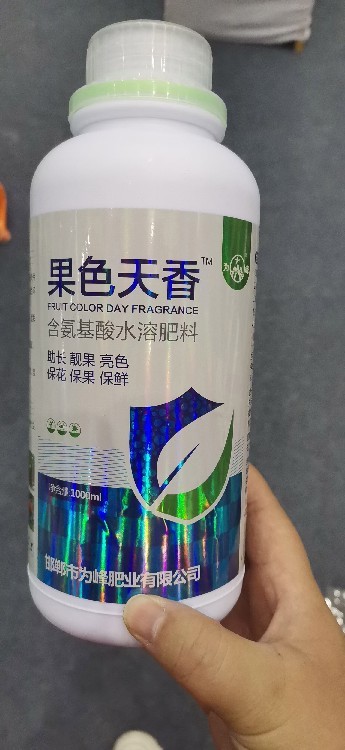 果色天香™
FRUIT COLOR DAY FRAGRANCE
含氨基酸水溶肥料
助长 靓果 亮色
保花 保果 保鲜
净含量 1000ml
邯郸市为峰肥业有限公司
为峰